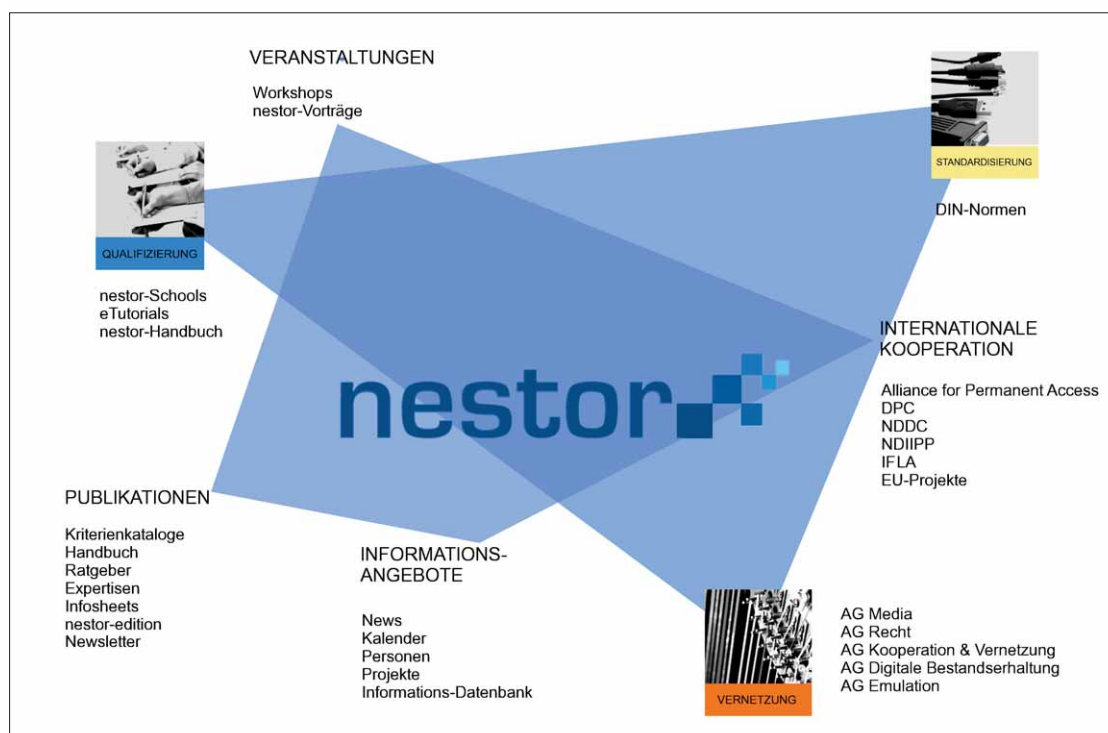 VERANSTALTUNGEN
Workshops
nestor-Vorträge
STANDARDISIERUNG
DIN-Normen
QUALIFIZIERUNG
nestor-Schools
eTutorials
nestor-Handbuch
INTERNATIONALE
KOOPERATION
Alliance for Permanent Access
DPC
NDDC
NDIIPP
IFLA
EU-Projekte
nestor
PUBLIKATIONEN
Kriterienkataloge
Handbuch
Ratgeber
Expertisen
Infosheets
nestor-edition
Newsletter
INFORMATIONS-
ANGEBOTE
News
Kalender
Personen
Projekte
Informations-Datenbank
VERNETZUNG
AG Media
AG Recht
AG Kooperation & Vernetzung
AG Digitale Bestandserhaltung
AG Emulation